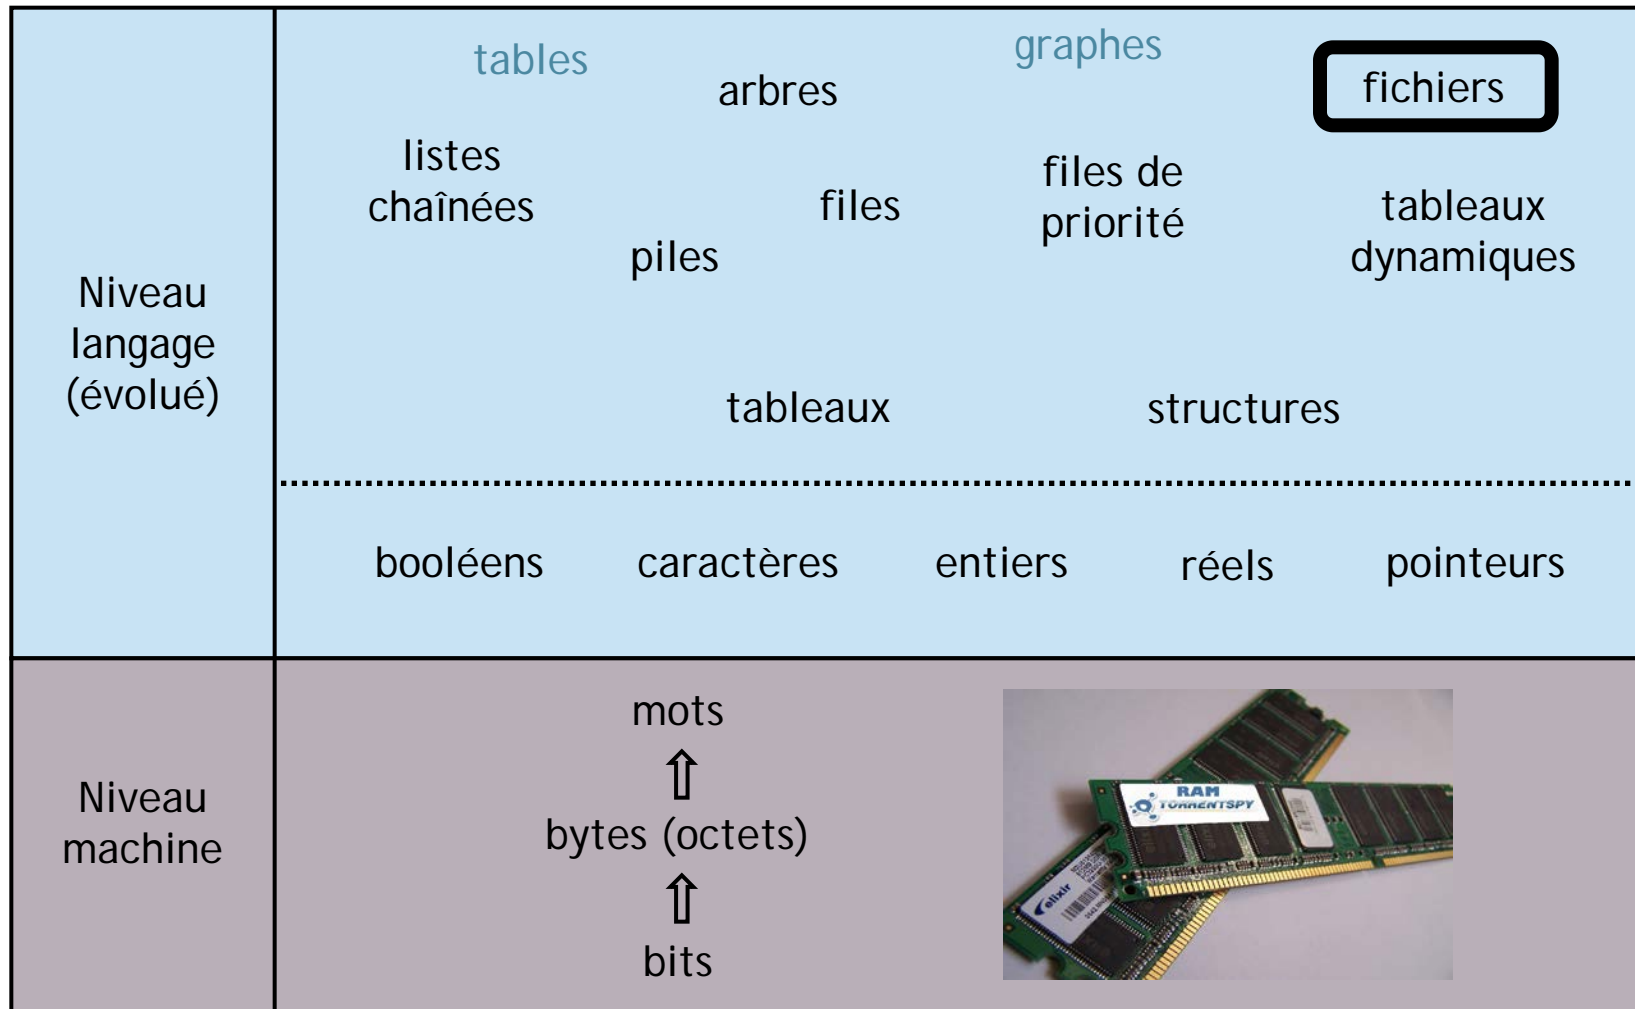 tables
graphes
arbres
fichiers
listes
chaînées
files
files de
priorité
tableaux
dynamiques
piles
Niveau
langage
(évolué)
tableaux
structures
booléens
caractères
entiers
réels
pointeurs
Niveau
machine
mots
bytes (octets)
bits
RAM
TORRENTSPY
elixir